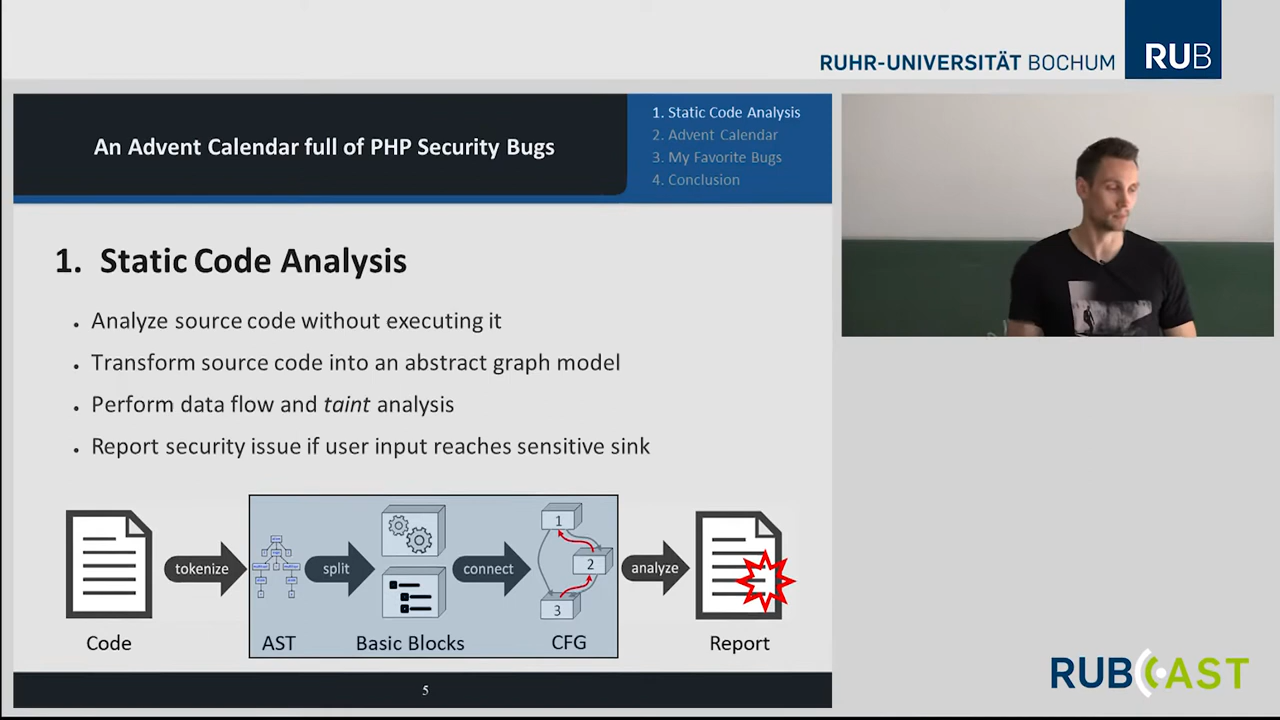 RUHR-UNIVERSITÄT BOCHUM
RUB
An Advent Calendar full of PHP Security Bugs
1. Static Code Analysis
2. Advent Calendar
3. My Favorite Bugs
4. Conclusion
1. Static Code Analysis
• Analyze source code without executing it
• Transform source code into an abstract graph model
• Perform data flow and taint analysis
• Report security issue if user input reaches sensitive sink
tokenize
split
connect
1
2
3
analyze
Code
AST
Basic Blocks
CFG
Report
5
RUBCAST